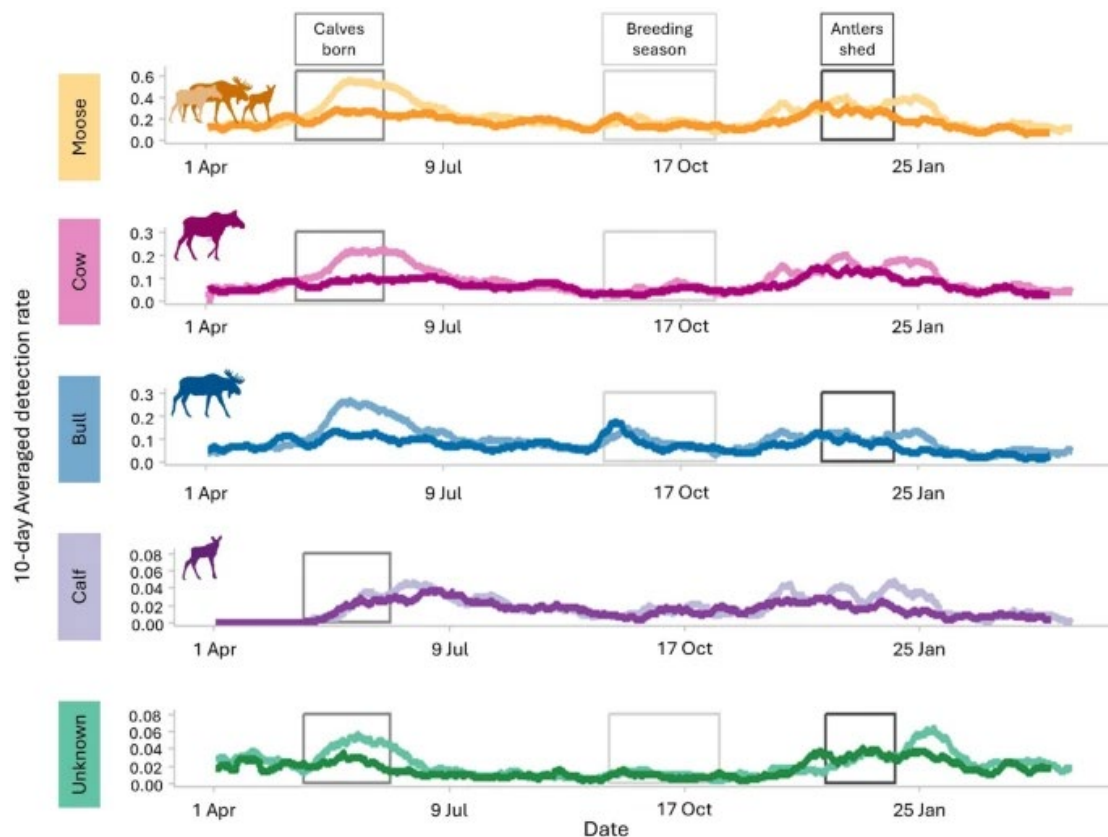 Calves
born
Breeding
season
Antlers
shed
10-day Averaged detection rate
Moose
0.6
0.4
0.2
0.0
1 Apr
9 Jul
17 Oct
25 Jan
Cow
0.3
0.2
0.1
0.0
1 Apr
9 Jul
17 Oct
25 Jan
Bull
0.3
0.2
0.1
0.0
1 Apr
9 Jul
17 Oct
25 Jan
Calf
0.08
0.06
0.04
0.02
0.00
1 Apr
9 Jul
17 Oct
25 Jan
Unknown
0.08
0.06
0.04
0.02
0.00
1 Apr
9 Jul
17 Oct
25 Jan
Date